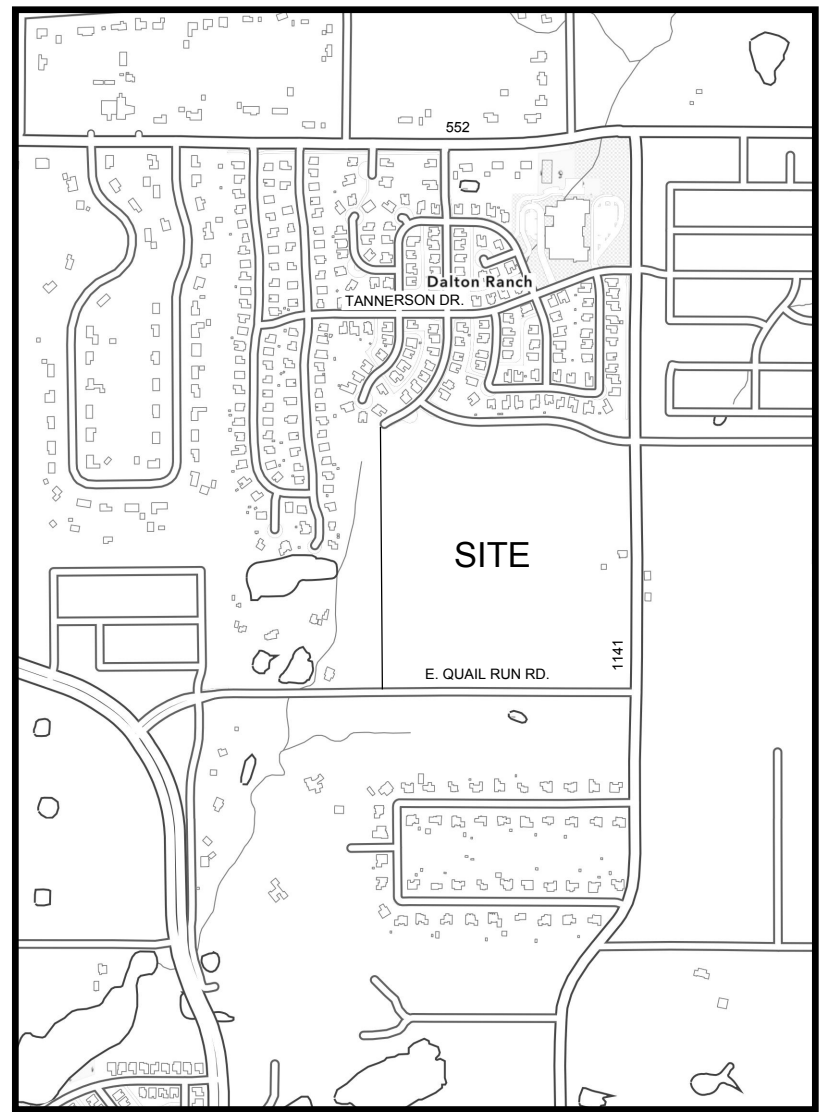 552
Dalton Ranch
TANNERSON DR.
SITE
1141
E. QUAIL RUN RD.